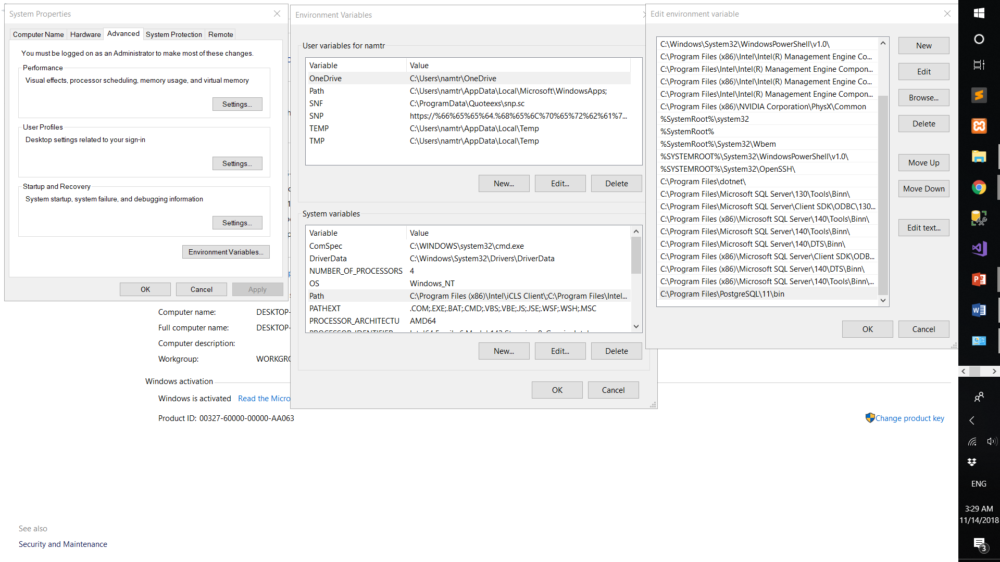 System Properties
Computer Name
Hardware
Advanced
System Protection
Remote
You must be logged on as an Administrator to make most of these changes.
Performance
Visual effects, processor scheduling, memory usage, and virtual memory
Settings...
User Profiles
Desktop settings related to your sign-in
Settings...
Startup and Recovery
System startup, system failure, and debugging information
Settings...
Environment Variables...
OK
Cancel
Apply
Computer name:
DESKTOP-
Full computer name:
DESKTOP-
Computer description:
Workgroup:
WORKGRO
Windows activation
Windows is activated
Read the Micro
Product ID: 00327-60000-00000-AA063
Change product key
See also
Security and Maintenance
Environment Variables
User variables for namtr
Variable Value
OneDrive C:\Users\namtr\OneDrive
Path C:\Users\namtr\AppData\Local\Microsoft\WindowsApps;
SNF C:\ProgramData\Quoteexs\snp.sc
SNP https://%66%65%65%64.%68%65%6C%70%65%72%62%61%7...
TEMP C:\Users\namtr\AppData\Local\Temp
TMP C:\Users\namtr\AppData\Local\Temp
New...
Edit...
Delete
System variables
Variable Value
ComSpec C:\WINDOWS\system32\cmd.exe
DriverData C:\Windows\System32\Drivers\DriverData
NUMBER_OF_PROCESSORS 4
OS Windows_NT
Path C:\Program Files (x86)\Intel\iCLS Client\;C:\Program Files\Intel...
PATHEXT .COM;.EXE;.BAT;.CMD;.VBS;.VBE;.JS;.JSE;.WSF;.WSH;.MSC
PROCESSOR_ARCHITECTU AMD64
New...
Edit...
Delete
OK
Cancel
Edit environment variable
C:\Windows\System32\WindowsPowerShell\v1.0\
C:\Program Files (x86)\Intel\Intel(R) Management Engine Co...
C:\Program Files\Intel\Intel(R) Management Engine Compon...
C:\Program Files (x86)\Intel\Intel(R) Management Engine Co...
C:\Program Files\Intel\Intel(R) Management Engine Compon...
C:\Program Files (x86)\NVIDIA Corporation\PhysX\Common
%SystemRoot%\system32
%SystemRoot%
%SystemRoot%\System32\Wbem
%SYSTEMROOT%\System32\WindowsPowerShell\v1.0\
%SYSTEMROOT%\System32\OpenSSH\
C:\Program Files\dotnet\
C:\Program Files\Microsoft SQL Server\130\Tools\Binn\
C:\Program Files\Microsoft SQL Server\Client SDK\ODBC\130...
C:\Program Files (x86)\Microsoft SQL Server\140\Tools\Binn\
C:\Program Files\Microsoft SQL Server\140\Tools\Binn\
C:\Program Files\Microsoft SQL Server\140\DTS\Binn\
C:\Program Files (x86)\Microsoft SQL Server\Client SDK\ODB...
C:\Program Files (x86)\Microsoft SQL Server\140\DTS\Binn\
C:\Program Files (x86)\Microsoft SQL Server\140\Tools\Binn\...
C:\Program Files\PostgreSQL\11\bin
New
Edit
Browse...
Delete
Move Up
Move Down
Edit text...
OK
Cancel
ENG
3:29 AM
11/14/2018
3